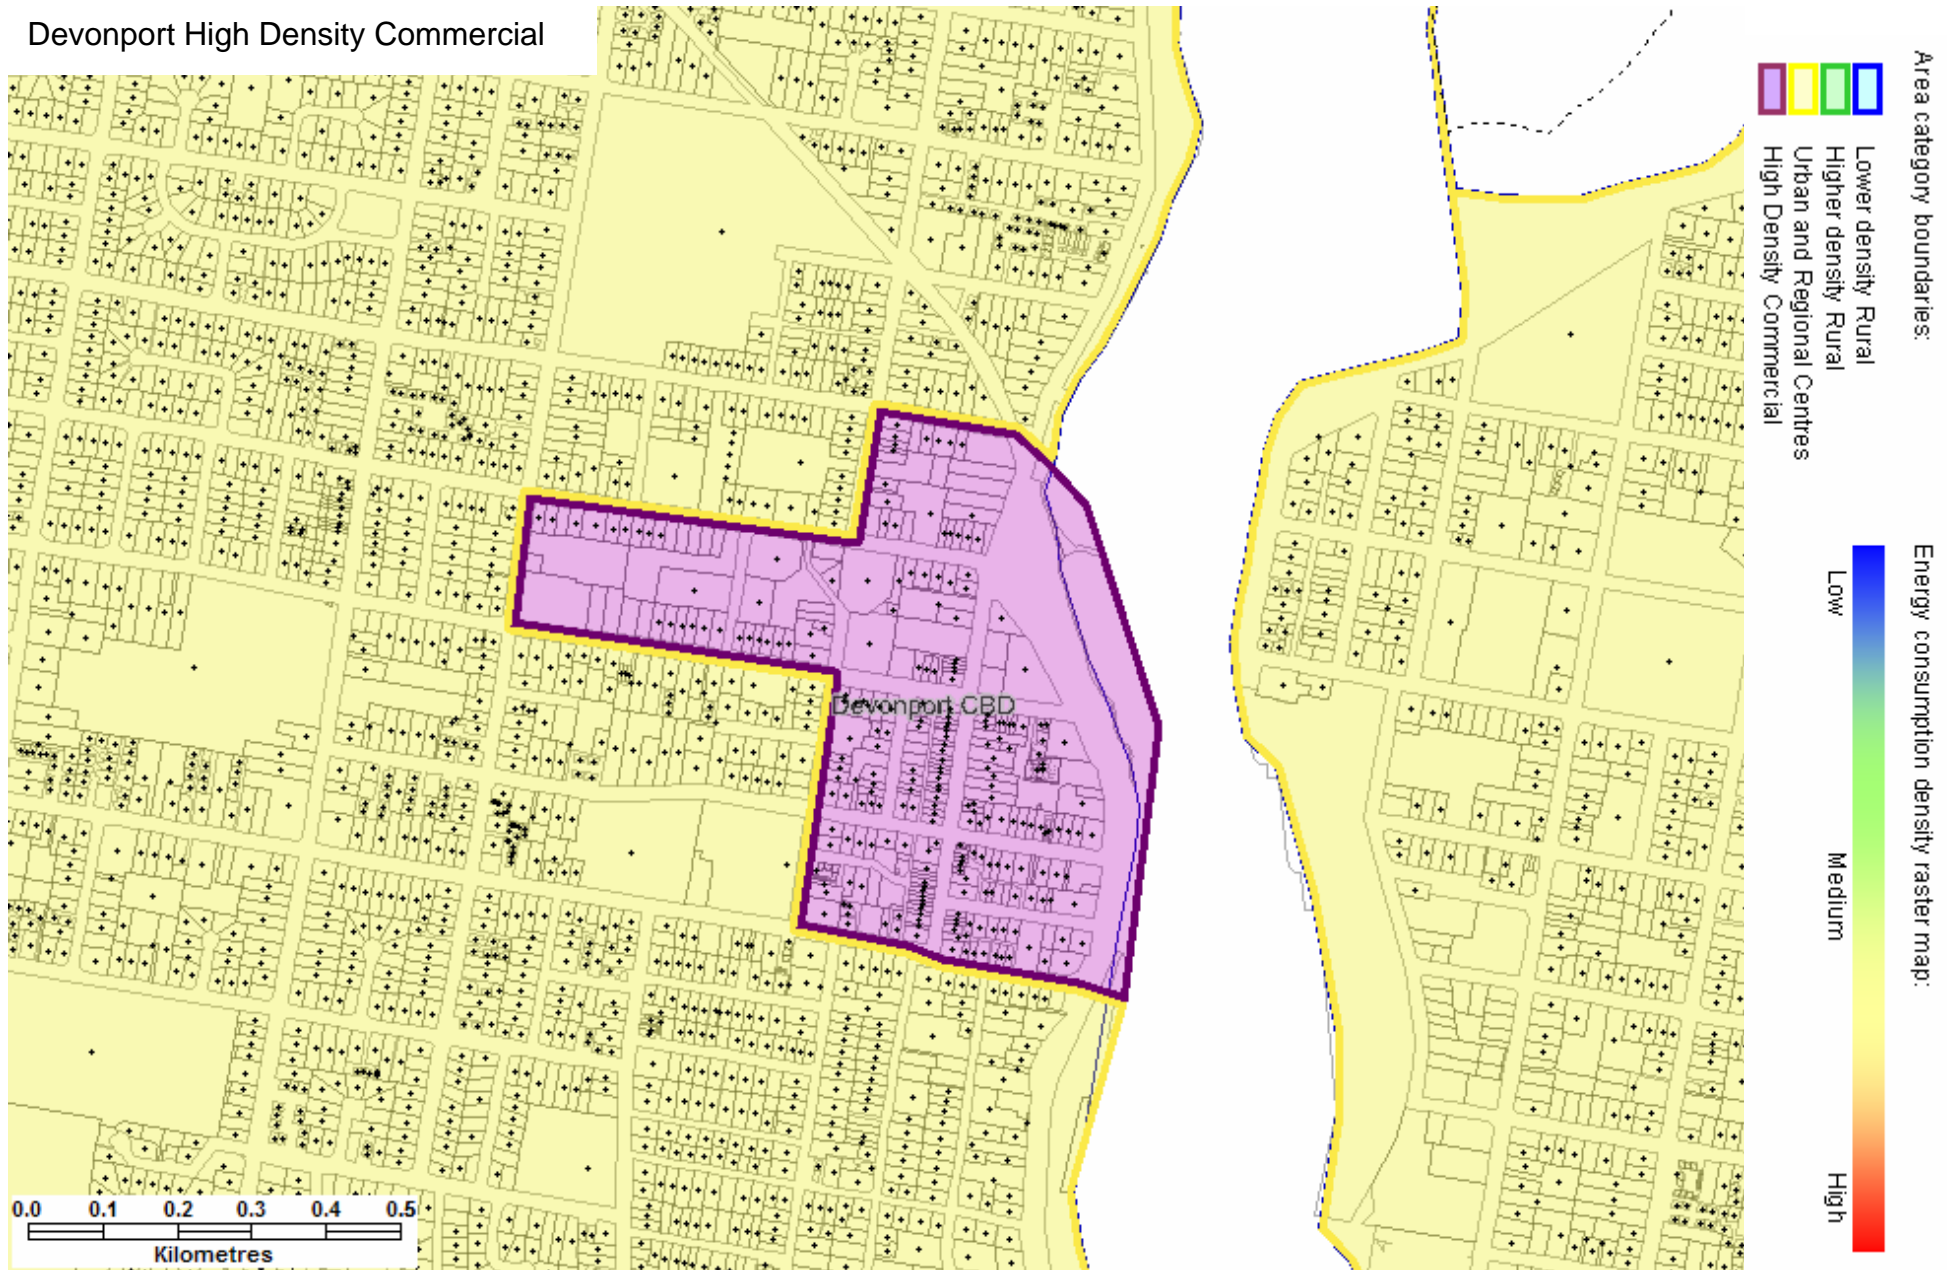 Devonport High Density Commercial
Area category boundaries:
Lower density Rural
Higher density Rural
Urban and Regional Centres
High Density Commercial
Energy consumption density raster map:
Low
Medium
High
Devonport CBD
0.0 0.1 0.2 0.3 0.4 0.5
Kilometres